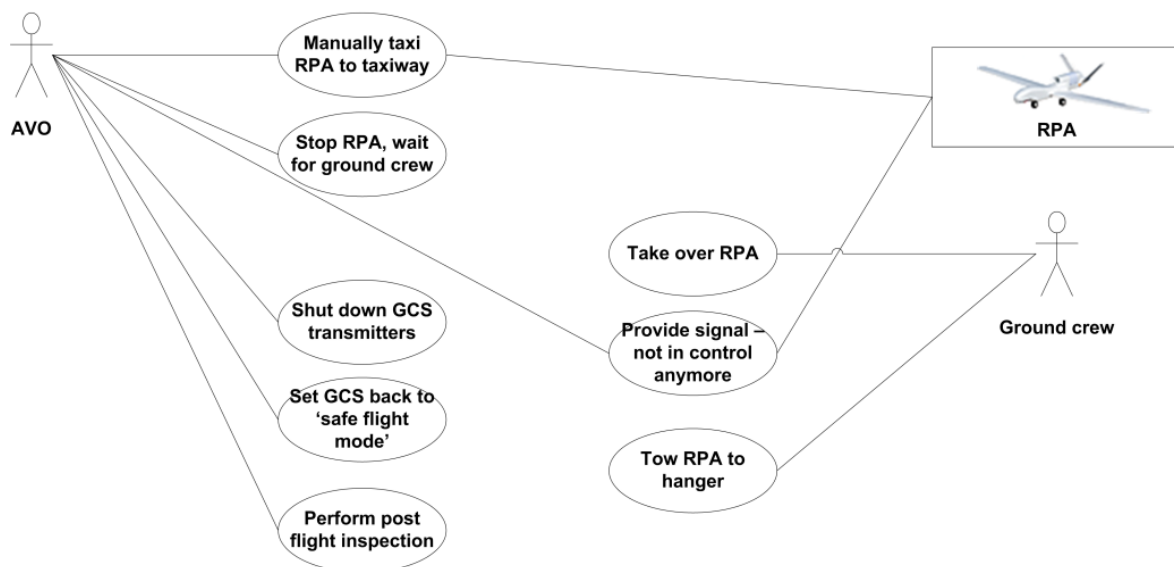 AVO
Manually taxi
RPA to taxiway
Stop RPA, wait
for ground crew
RPA
Take over RPA
Ground crew
Shut down GCS
transmitters
Provide signal –
not in control
anymore
Set GCS back to
‘safe flight
mode’
Tow RPA to
hanger
Perform post
flight inspection